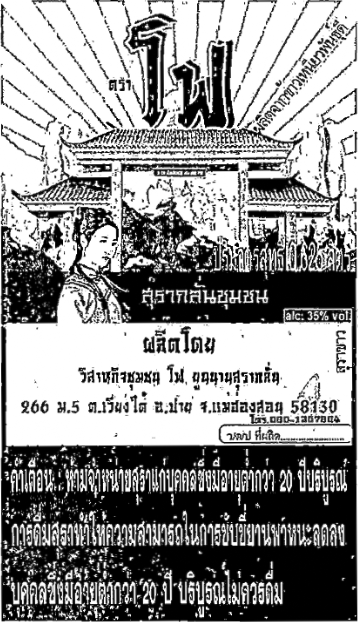 ตรา
โฟ
ผลิตจากข้าวเหนียวพันธุ์ดี
ปริมาตรสุทธิ 0.626 ลิตร
สุรากลั่นชุมชน
alc: 35% vol
สุราขาว
ผลิตโดย
วิสาหกิจชุมชน โฟ ยูนนานสุรากลั่น
266 ม.5 ต.เวียงใต้ อ.ปาย จ.แม่ฮ่องสอน 58130
ว/ด/ป ที่ผลิต
คำเตือน : ห้ามจำหน่ายสุราแก่บุคคลซึ่งมีอายุต่ำกว่า 20 ปีบริบูรณ์
การดื่มสุราทำให้ความสามารถในการขับขี่ยานพาหนะลดลง
บุคคลซึ่งมีอายุต่ำกว่า 20 ปี บริบูรณ์ไม่ควรดื่ม